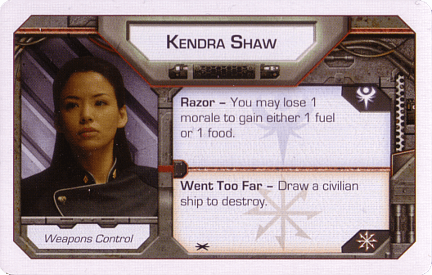 KENDRA SHAW
Razor – You may lose 1
morale to gain either 1 fuel
or 1 food.
Went Too Far – Draw a civilian
ship to destroy.
Weapons Control